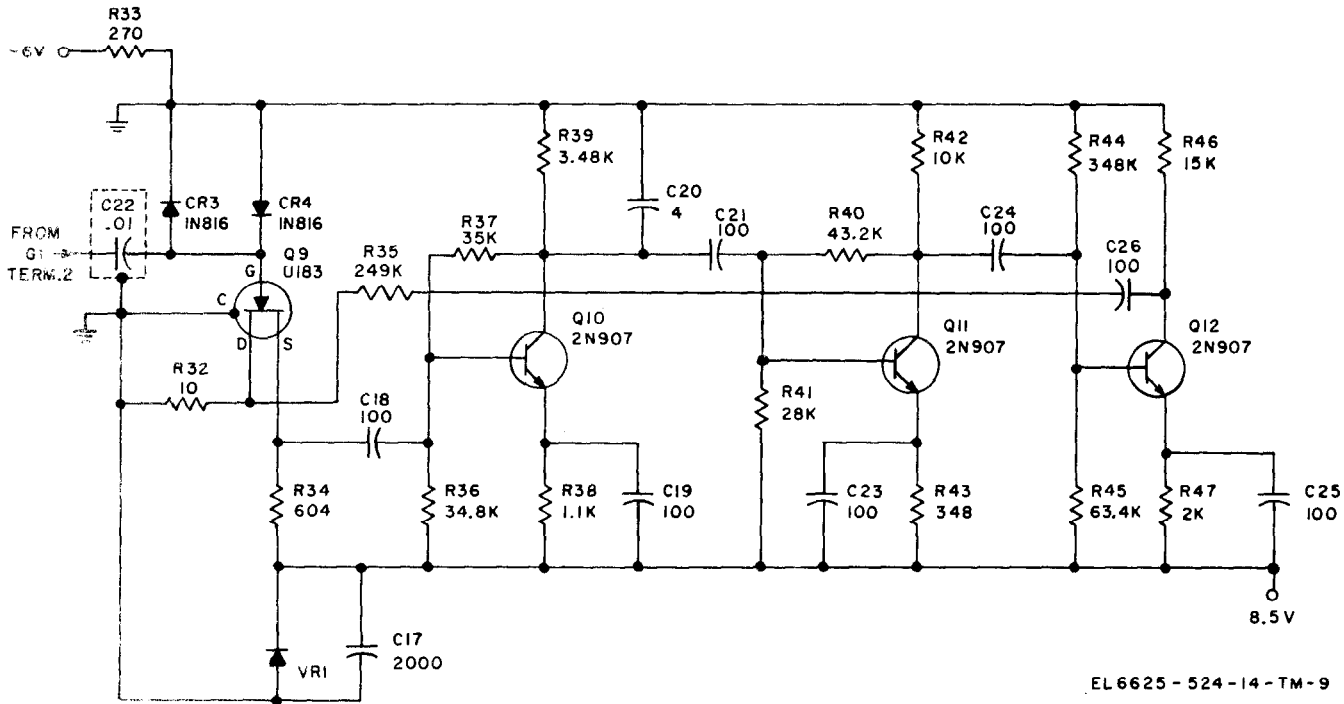 R33
270
-6V
R39
3.48K
R42
10K
R44
348K
R46
15K
C22
.01
CR3
IN816
CR4
IN816
C20
4
C21
100
R40
43.2K
C24
100
FROM
G1
TERM.2
R37
35K
R35
249K
Q9
U183
G
C
D
S
C26
100
Q10
2N907
Q11
2N907
Q12
2N907
R32
10
C18
100
R41
28K
R34
604
R36
34.8K
R38
1.1K
C19
100
C23
100
R43
348
R45
63.4K
R47
2K
C25
100
8.5V
VR1
C17
2000
EL6625-524-14-TM-9